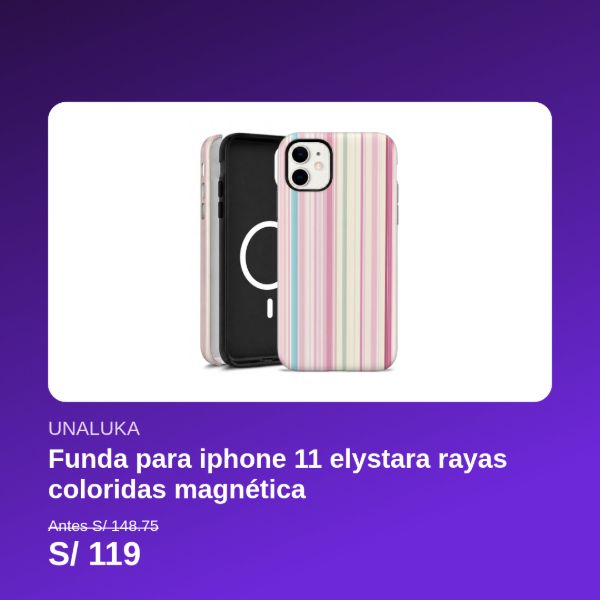 UNALUKA
Funda para iphone 11 elystara rayas
coloridas magnética
Antes S/ 148.75
S/ 119